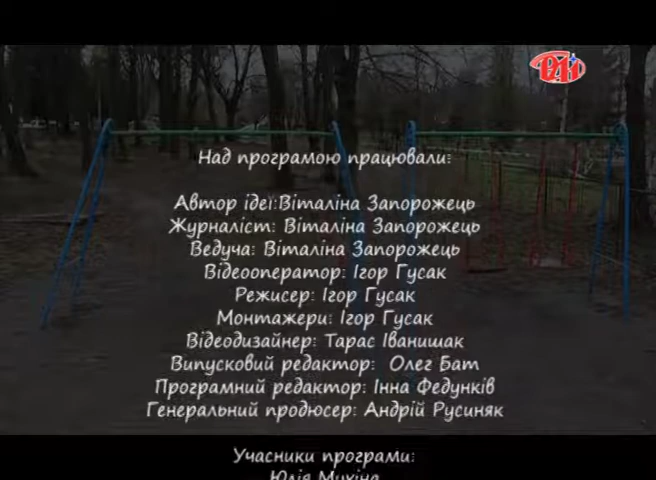 Над програмою працювали:
Автор ідеї:Віталіна Запорожець
Журналіст: Віталіна Запорожець
Ведуча: Віталіна Запорожець
Відеооператор: Ігор Гусак
Режисер: Ігор Гусак
Монтажери: Ігор Гусак
Відеодизайнер: Тарас Іванишак
Випусковий редактор: Олег Бат
Програмний редактор: Інна Федунків
Генеральний продюсер: Андрій Русиняк
Учасники програми:
Юлія Мухіна